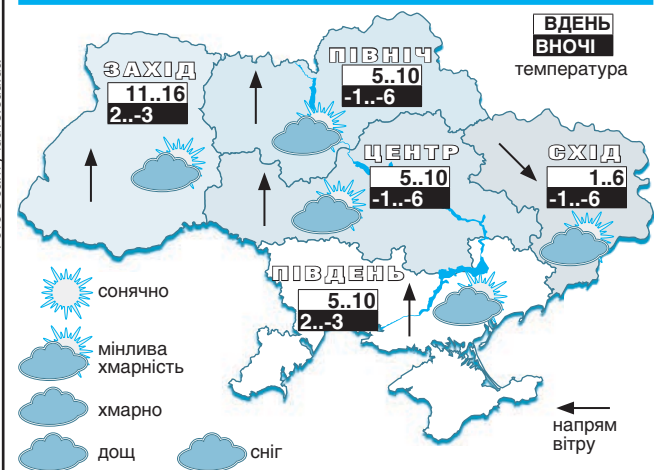 ВДЕНЬ
ВНОЧІ
температура
ЗАХІД
11..16
2..-3
ПІВНІЧ
5..10
-1..-6
ЦЕНТР
5..10
-1..-6
СХІД
1..6
-1..-6
ПІВДЕНЬ
5..10
2..-3
сонячно
мінлива
хмарність
хмарно
дощ
сніг
напрям
вітру